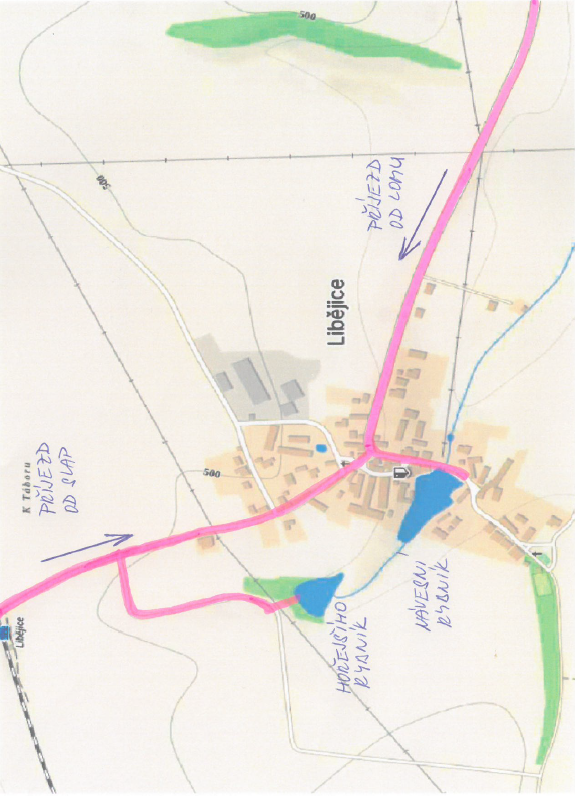 500
500
PŘÍJEZD
OD LOMU
Libějice
K Táboru
PŘÍJEZD
OD SLAP
500
Libějice
HOŘEJŠÍHO
RYBNÍK
NÁVESNÍ
RYBNÍK